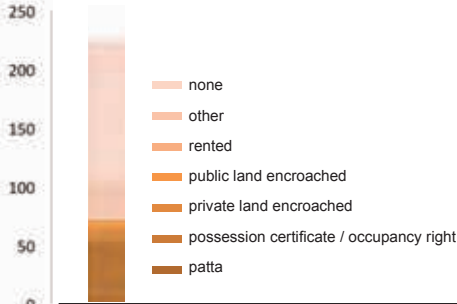 250
200
150
100
50
0
none
other
rented
public land encroached
private land encroached
possession certificate / occupancy right
patta